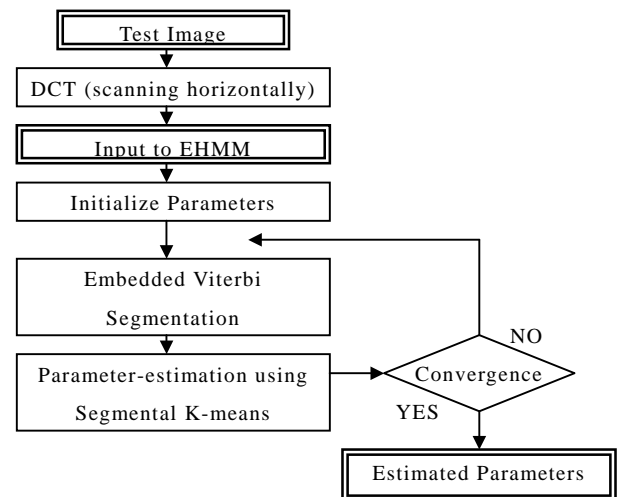 Test Image
DCT (scanning horizontally)
Input to EHMM
Initialize Parameters
Embedded Viterbi
Segmentation
NO
Parameter-estimation using
Segmental K-means
Convergence
YES
Estimated Parameters